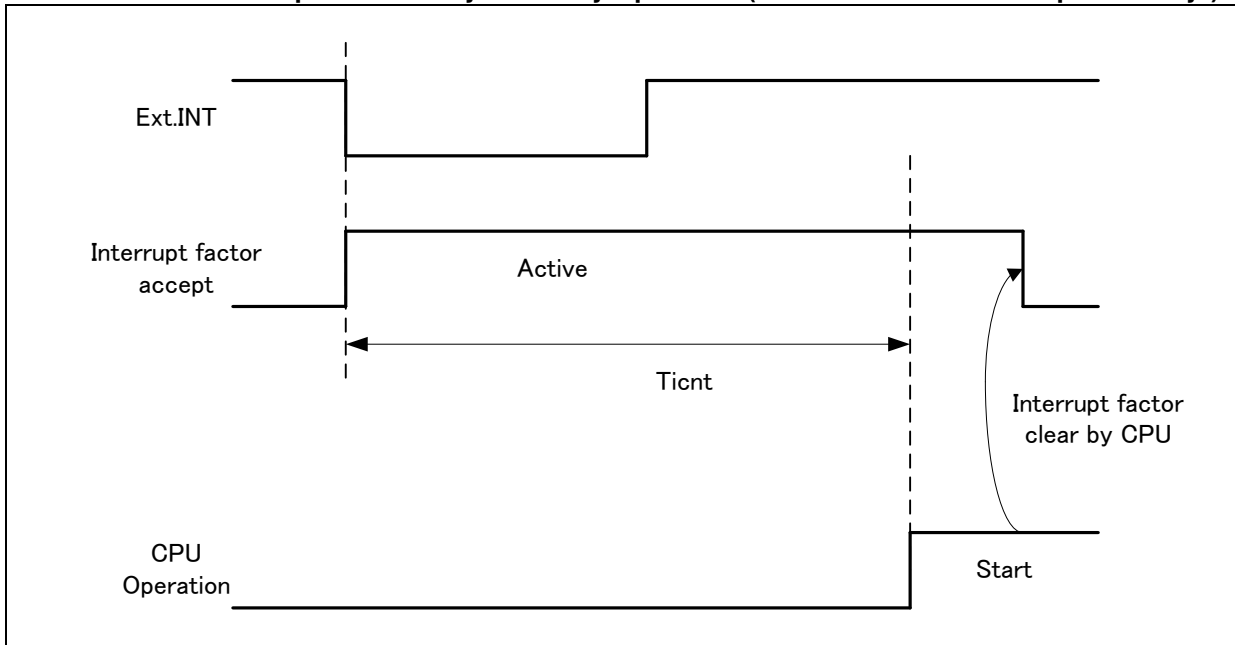 Ext.INT
Interrupt factor
accept
Active
Ticnt
Interrupt factor
clear by CPU
CPU
Operation
Start